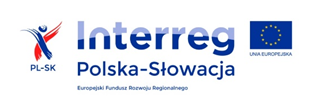 Interreg
PL-SK
Polska-Słowacja
UNIA EUROPEJSKA
Europejski Fundusz Rozwoju Regionalnego